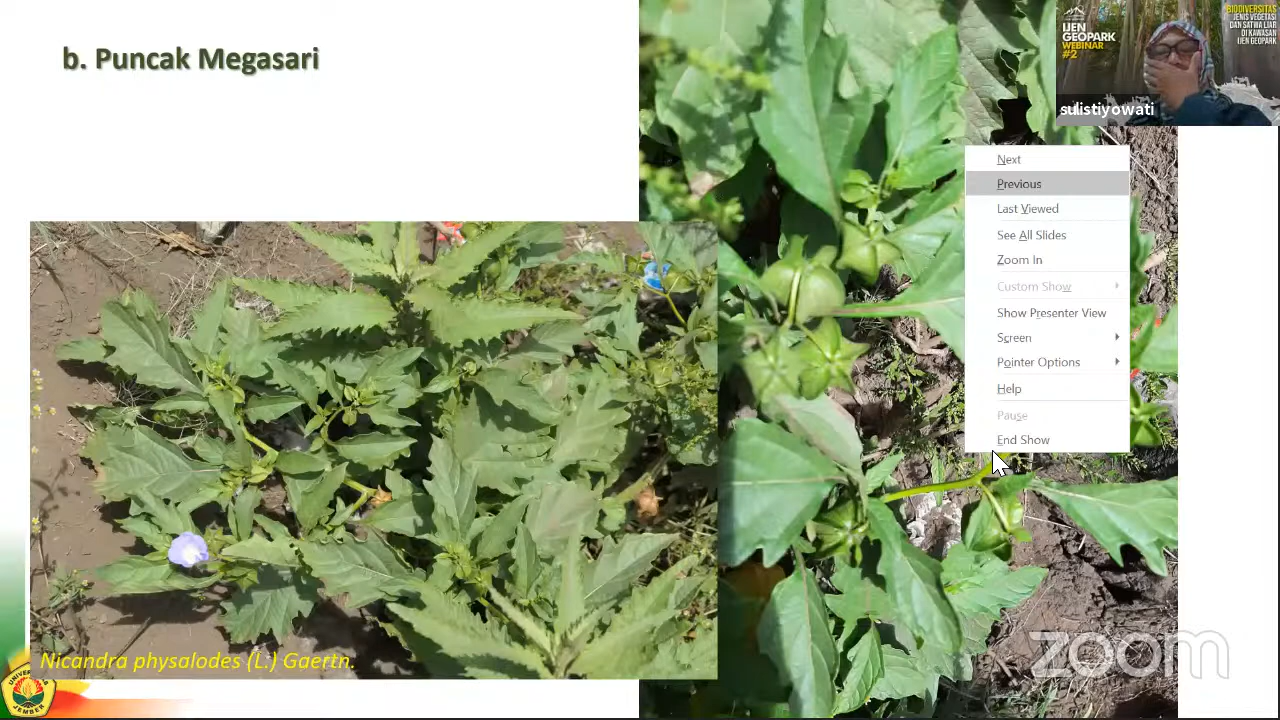 b. Puncak Megasari
IJEN
GEOPARK
WEBINAR
#2
BIODIVERSITAS
JENIS VEGETASI
DAN SATWA LIAR
DI KAWASAN
IJEN GEOPARK
sulistiyowati
Next
Previous
Last Viewed
See All Slides
Zoom In
Custom Show
Show Presenter View
Screen
Pointer Options
Help
Pause
End Show
Nicandra physalodes (L.) Gaertn.
JEMBER
zoom